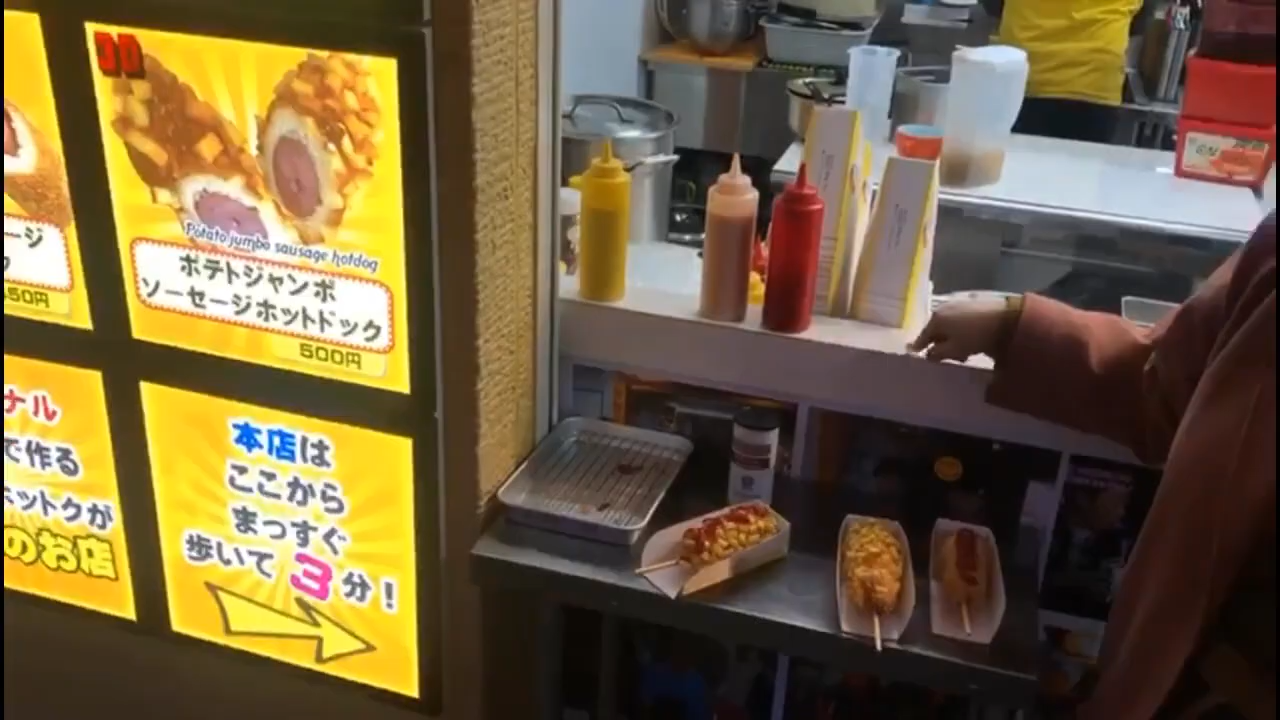 ージ
ク
450円
Potato jumbo sausage hotdog
ポテトジャンボ
ソーセージホットドック
500円
ナル
で作る
ホットクが
のお店
本店は
ここから
まっすぐ
歩いて3分!